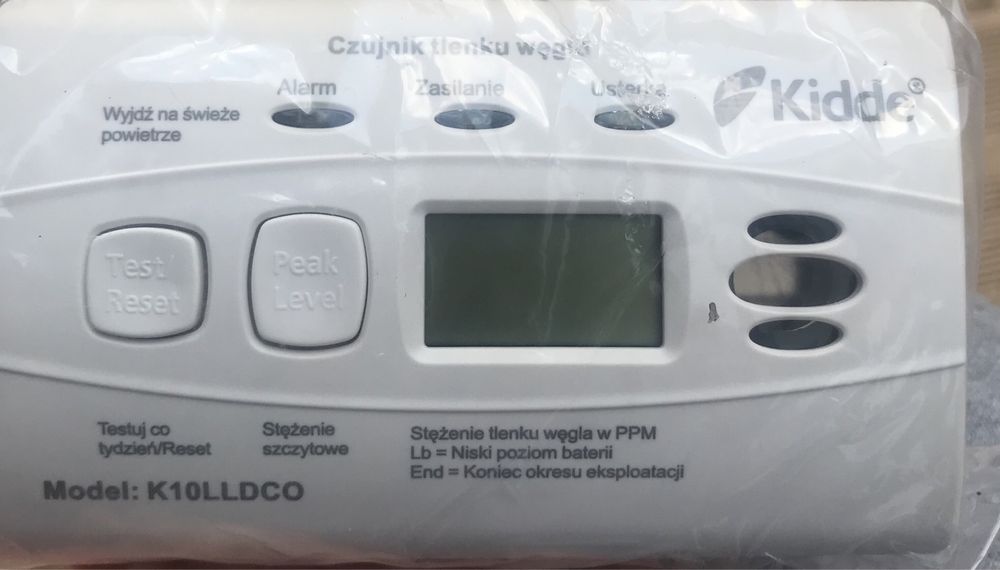 Czujnik tlenku węgla
Alarm Zasilanie Usterka
Kidde®
Wyjdź na świeże
powietrze
Test
Reset
Peak
Level
Testuj co
tydzień/Reset
Stężenie
szczytowe
Stężenie tlenku węgla w PPM
Lb = Niski poziom baterii
End = Koniec okresu eksploatacji
Model: K10LLDCO